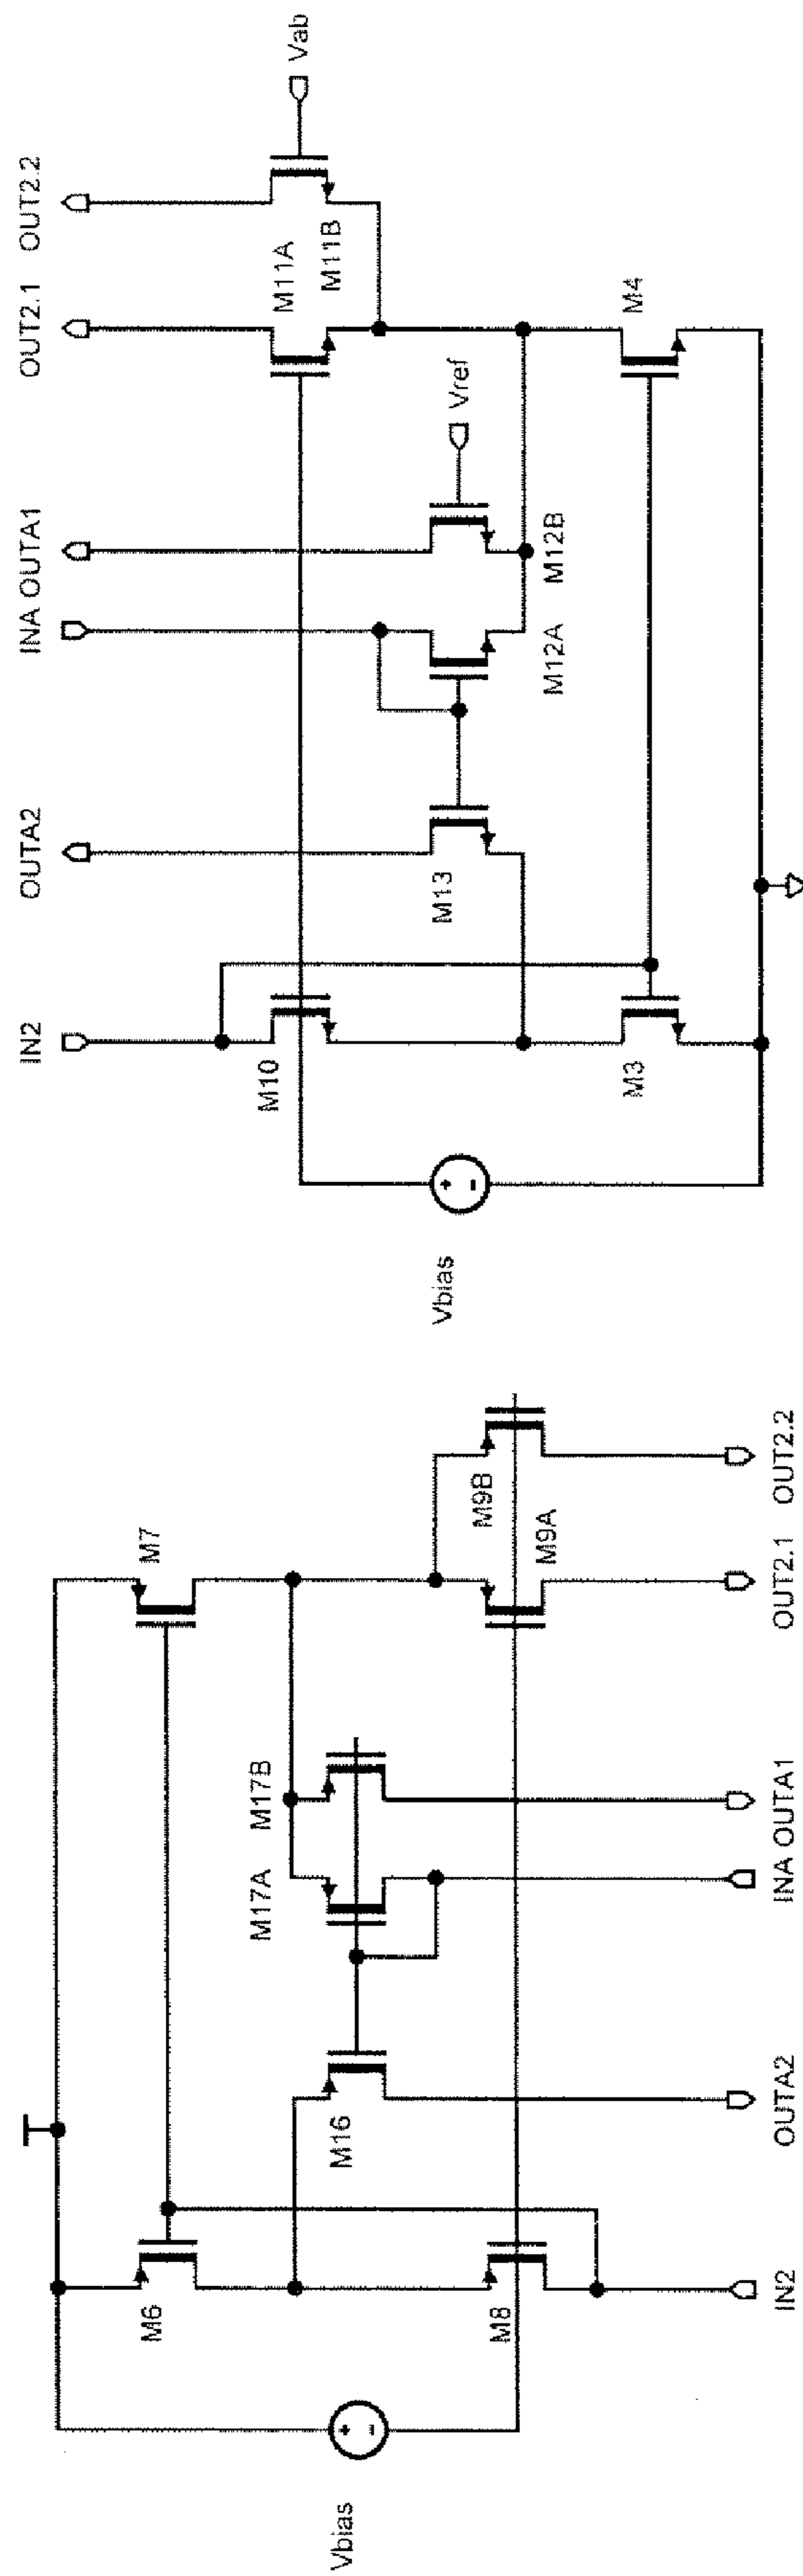 Vbias
M6
M8
IN2
M16
OUTA2
M17A
M17B
INA
OUTA1
M7
M9B
M9A
OUT2.1
OUT2.2
Vbias
IN2
M10
M3
OUTA2
M13
INA
OUTA1
M12A
M12B
Vref
OUT2.1
OUT2.2
M11A
M11B
M4
Vab